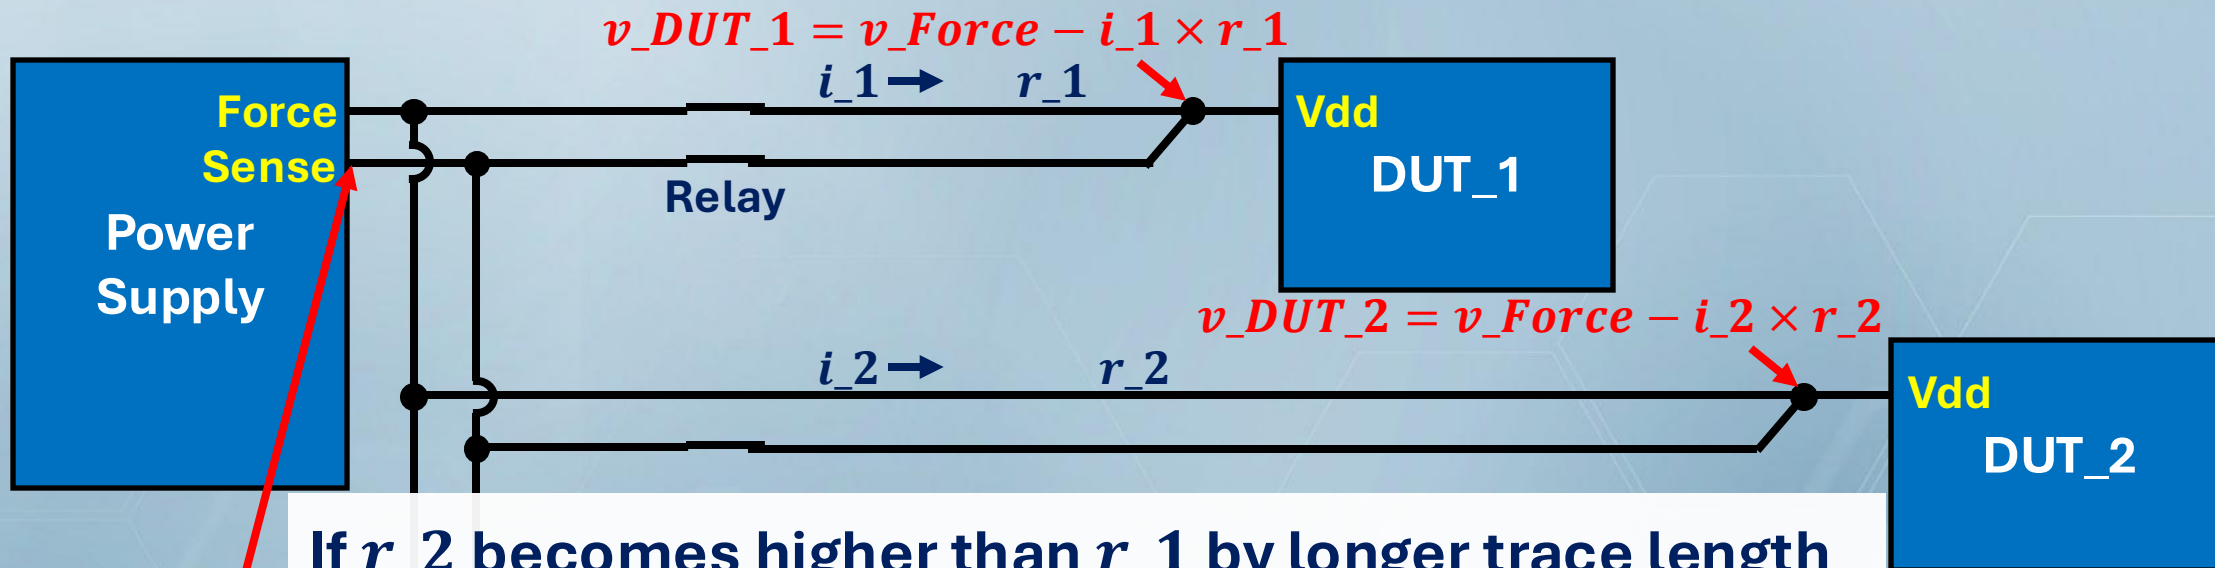 v_DUT_1 = v_Force − i_1 × r_1
i_1 r_1
Force
Sense
Power
Supply
Relay
Vdd
DUT_1
v_DUT_2 = v_Force − i_2 × r_2
i_2 r_2
Vdd
DUT_2
If r_2 becomes higher than r_1 by longer trace length